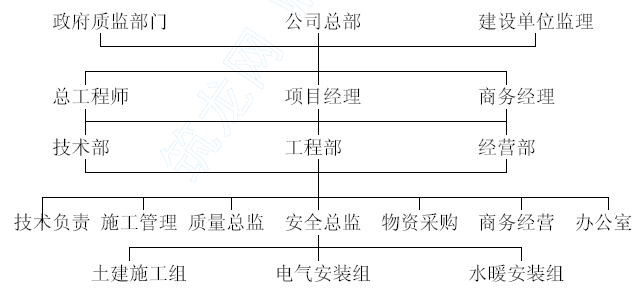 政府质监部门 公司总部 建设单位监理
总工程师 项目经理 商务经理
技术部 工程部 经营部
技术负责 施工管理 质量总监 安全总监 物资采购 商务经营 办公室
土建施工组 电气安装组 水暖安装组
筑龙网